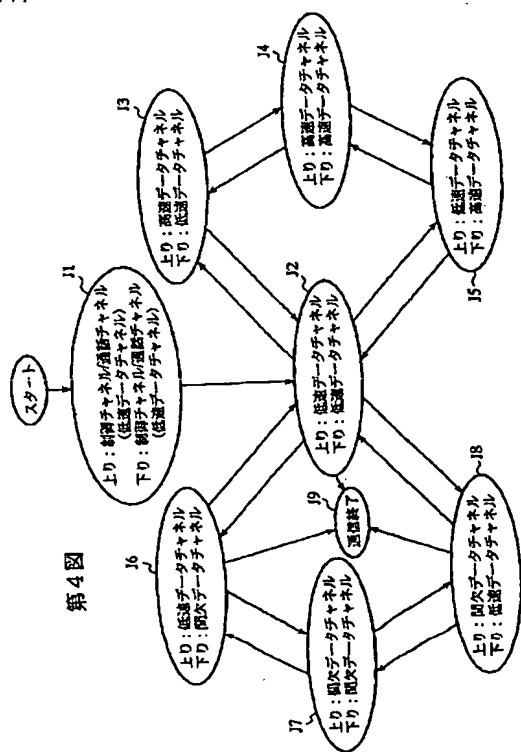 第4図
スタート
J1
上り：制御チャネル/通話チャネル
(低速データチャネル)
下り：制御チャネル/通話チャネル
(低速データチャネル)
J2
上り：低速データチャネル
下り：低速データチャネル
J3
上り：高速データチャネル
下り：低速データチャネル
J4
上り：高速データチャネル
下り：高速データチャネル
J5
上り：低速データチャネル
下り：高速データチャネル
J6
上り：低速データチャネル
下り：間欠データチャネル
J7
上り：間欠データチャネル
下り：間欠データチャネル
J8
上り：間欠データチャネル
下り：低速データチャネル
J9
通信終了